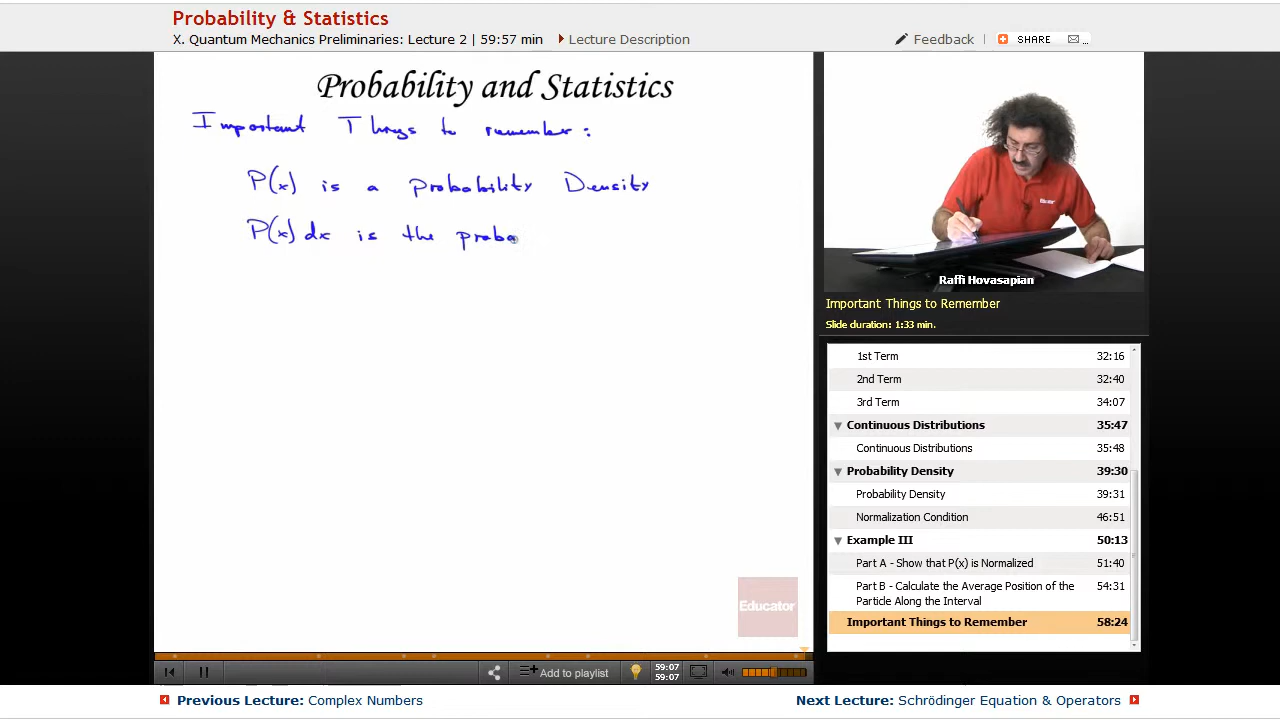 Probability & Statistics
X. Quantum Mechanics Preliminaries: Lecture 2 | 59:57 min
Lecture Description
Feedback
SHARE
...
Probability and Statistics
Important Things to remember:
P(x) is a probability Density
P(x) dx is the proba
Educator
Educator
Raffi Hovasapian
Important Things to Remember
Slide duration: 1:33 min.
1st Term 32:16
2nd Term 32:40
3rd Term 34:07
Continuous Distributions 35:47
Continuous Distributions 35:48
Probability Density 39:30
Probability Density 39:31
Normalization Condition 46:51
Example III 50:13
Part A - Show that P(x) is Normalized 51:40
Part B - Calculate the Average Position of the 54:31
Particle Along the Interval
Important Things to Remember 58:24
Add to playlist
59:07
59:07
Previous Lecture: Complex Numbers
Next Lecture: Schrödinger Equation & Operators